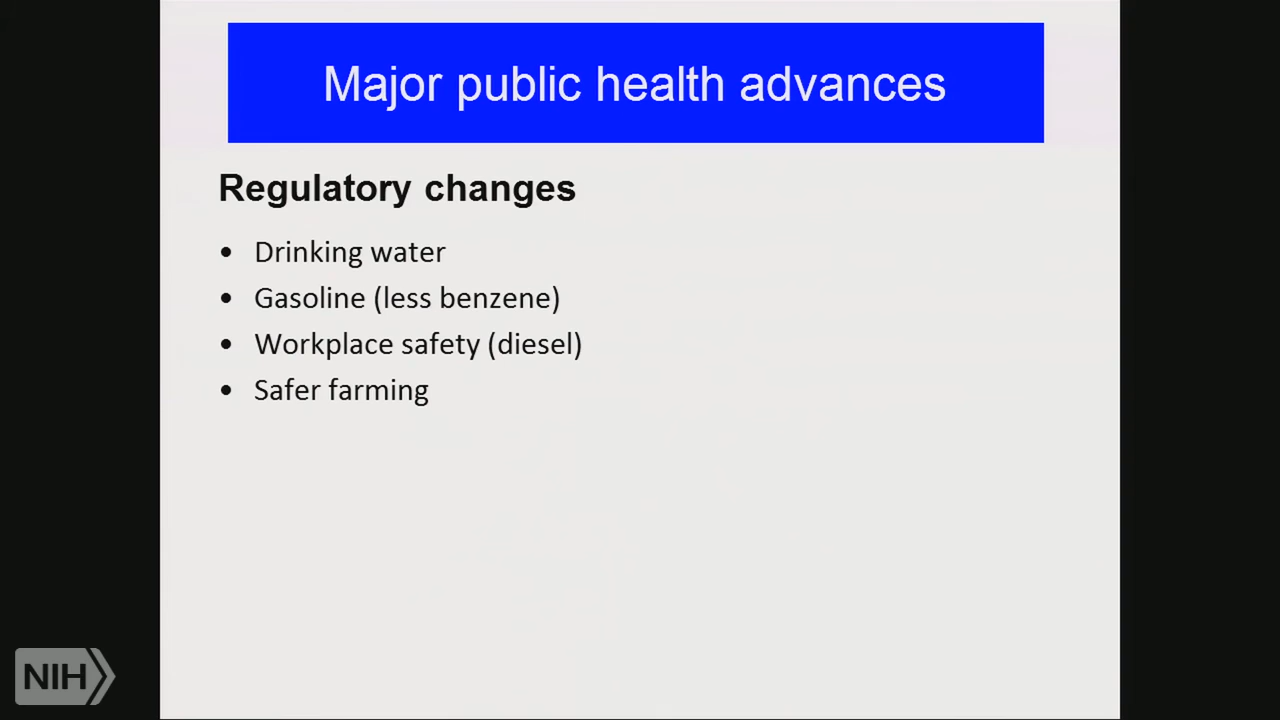 Major public health advances
Regulatory changes
• Drinking water
• Gasoline (less benzene)
• Workplace safety (diesel)
• Safer farming
NIH